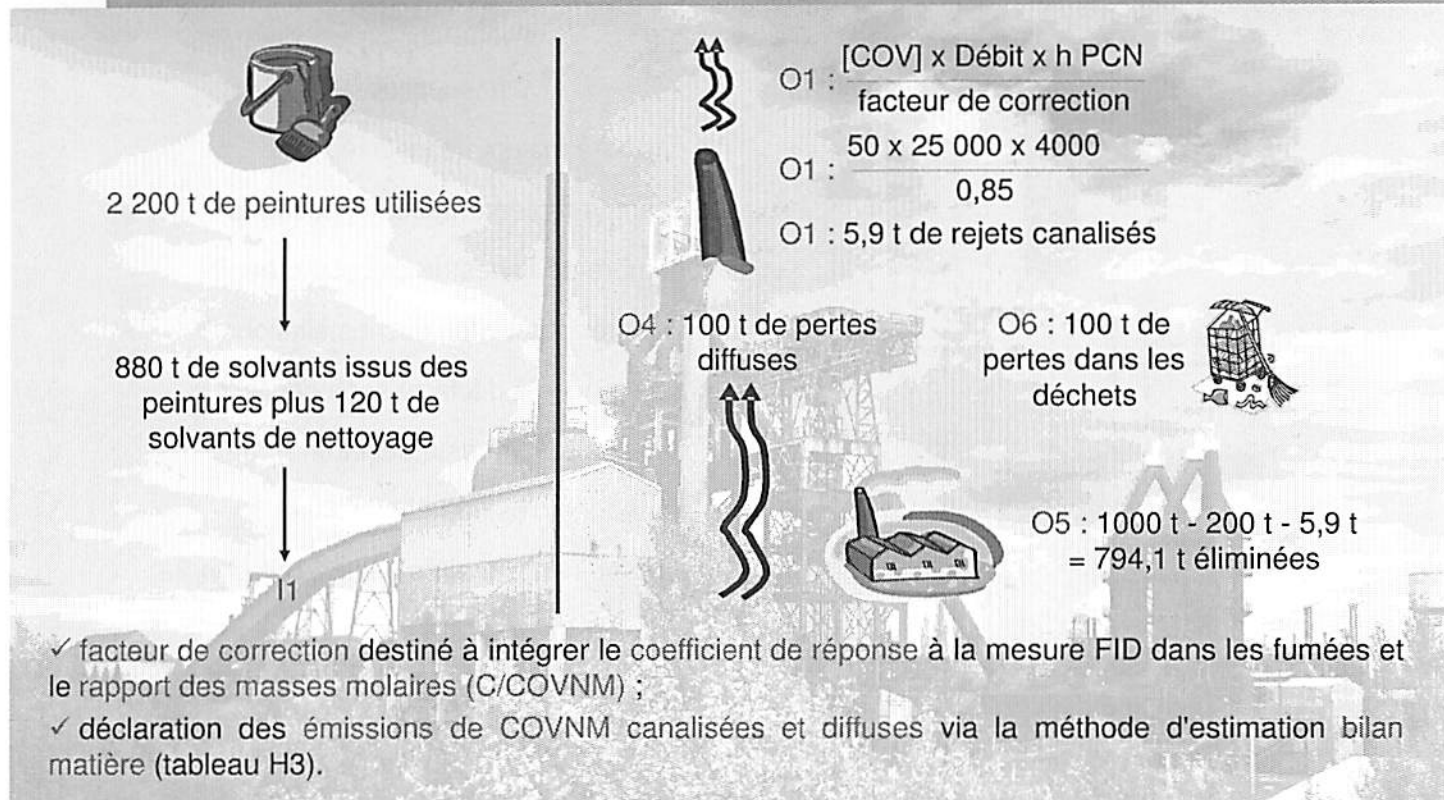 2 200 t de peintures utilisées
880 t de solvants issus des
peintures plus 120 t de
solvants de nettoyage
I1
O1 : [COV] x Débit x h PCN
facteur de correction
O1 : 50 x 25 000 x 4000
0,85
O1 : 5,9 t de rejets canalisés
O4 : 100 t de pertes
diffuses
O6 : 100 t de
pertes dans les
déchets
O5 : 1000 t - 200 t - 5,9 t
= 794,1 t éliminées
✓ facteur de correction destiné à intégrer le coefficient de réponse à la mesure FID dans les fumées et
le rapport des masses molaires (C/COVNM) ;
✓ déclaration des émissions de COVNM canalisées et diffuses via la méthode d'estimation bilan
matière (tableau H3).